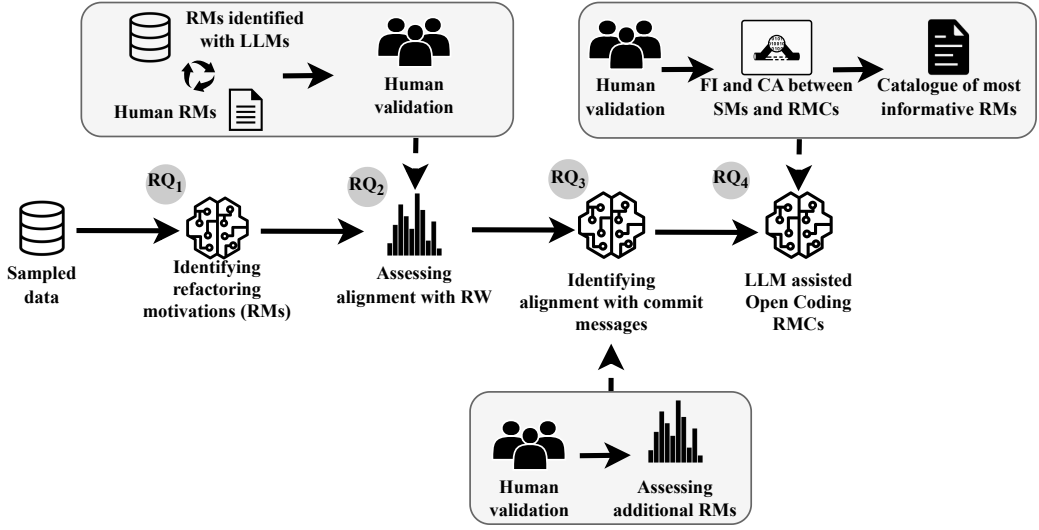 RMs identified
with LLMs
Human RMs
Human
validation
Human
validation
FI and CA between
SMs and RMCs
Catalogue of most
informative RMs
RQ1
RQ2
RQ3
RQ4
Sampled
data
Identifying
refactoring
motivations (RMs)
Assessing
alignment with RW
Identifying
alignment with commit
messages
LLM assisted
Open Coding
RMCs
Human
validation
Assessing
additional RMs